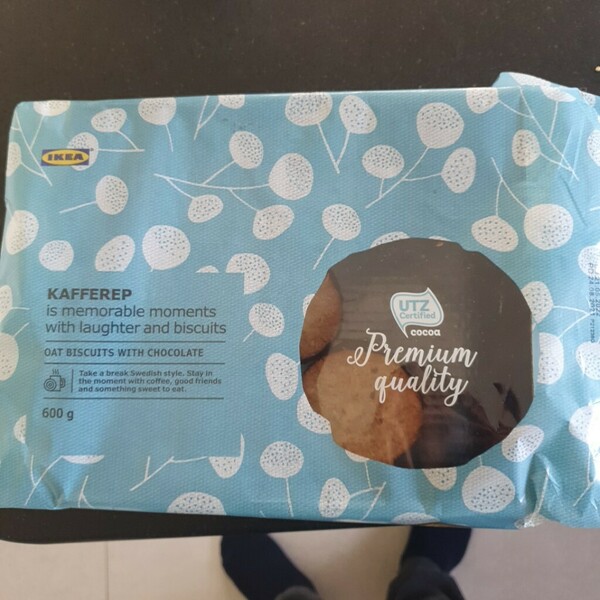 IKEA
KAFFEREP
is memorable moments
with laughter and biscuits
OAT BISCUITS WITH CHOCOLATE
Take a break Swedish style. Stay in
the moment with coffee, good friends
and something sweet to eat.
600 g
UTZ
Certified
cocoa
Premium
quality